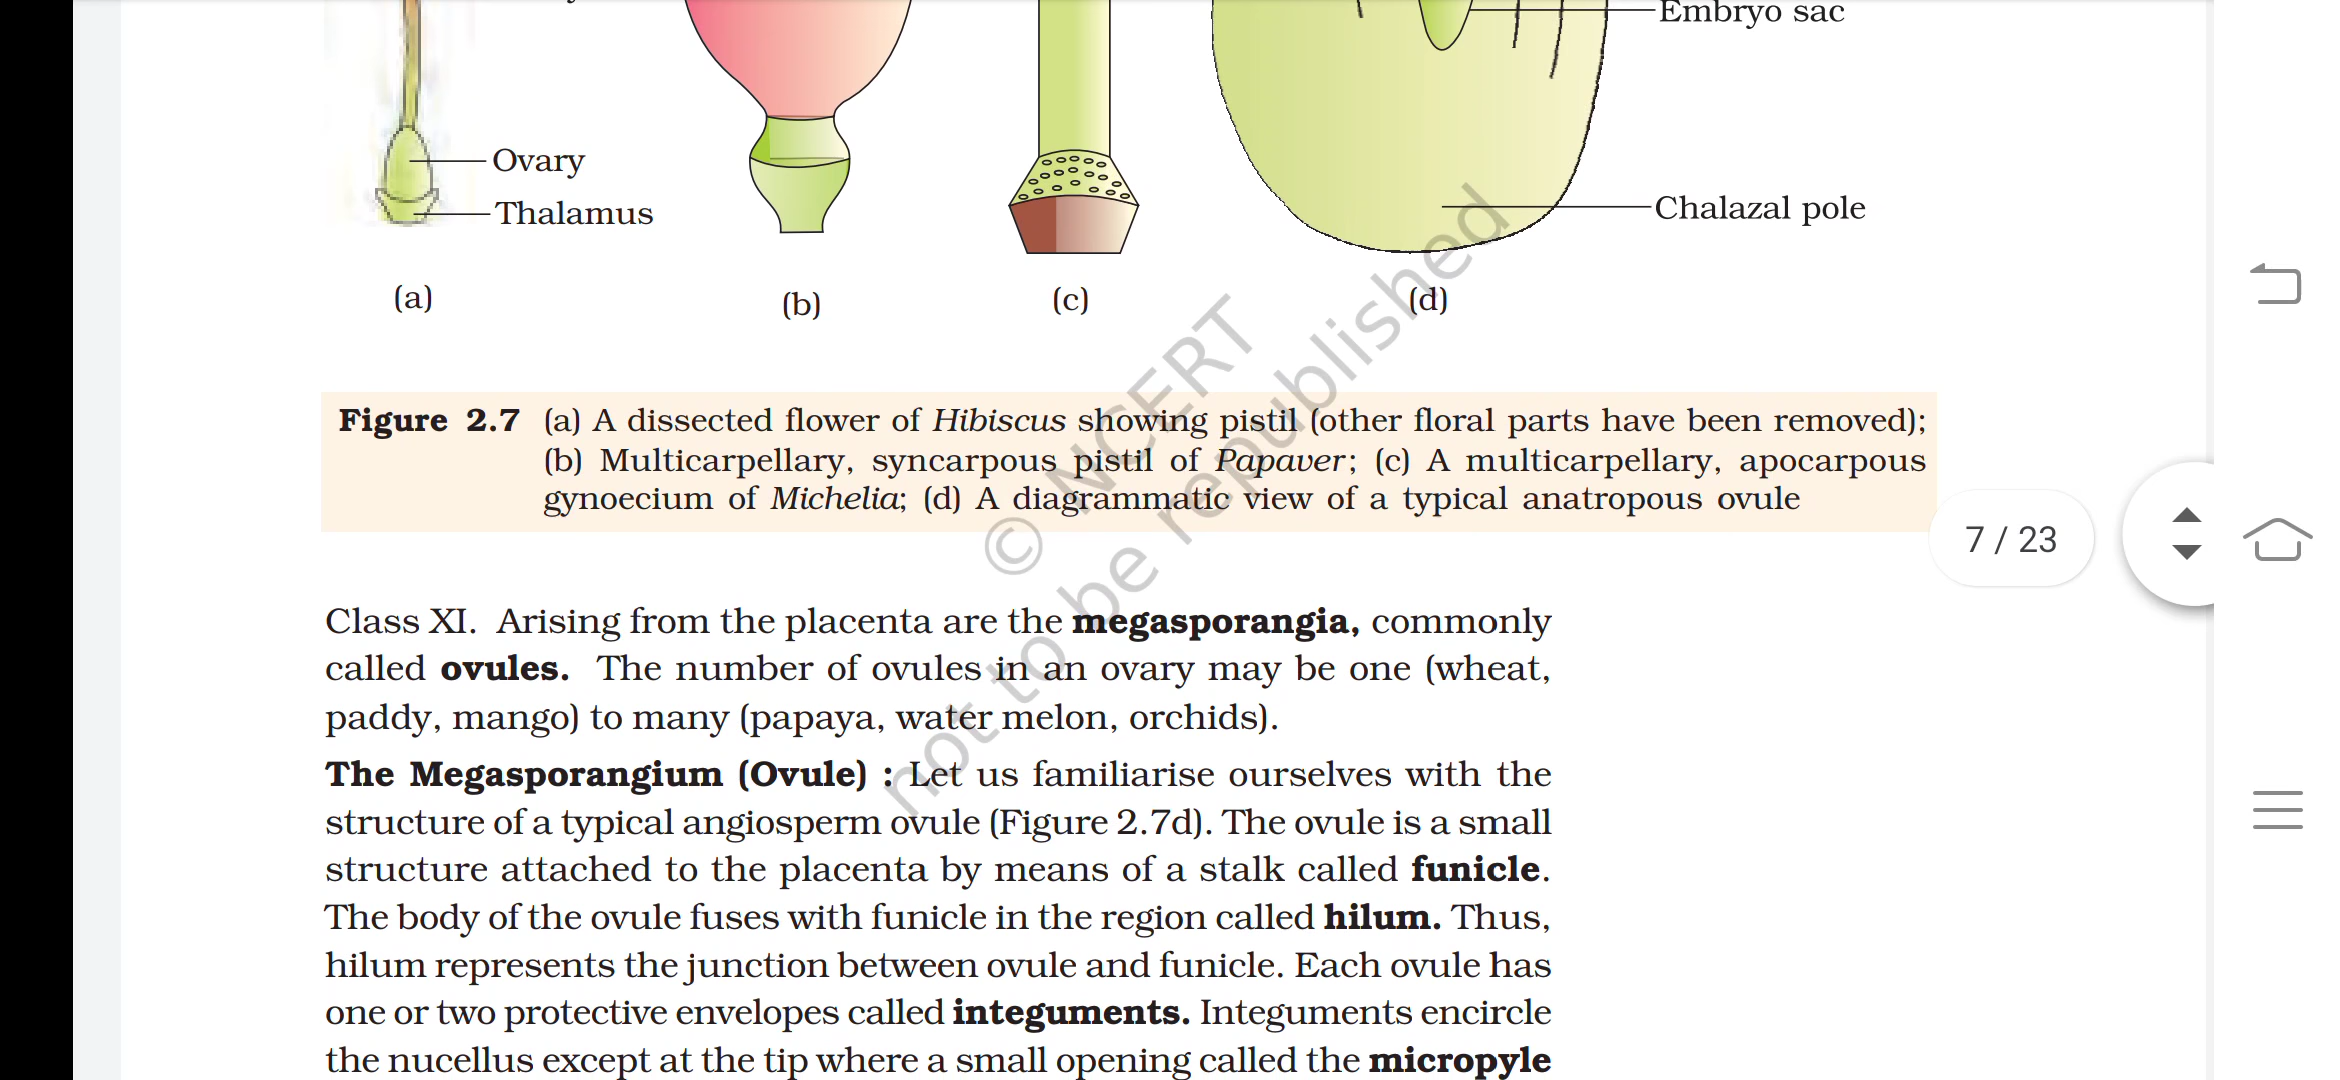 Embryo sac
Ovary
Thalamus
Chalazal pole
(a)
(b)
(c)
(d)
Figure 2.7 (a) A dissected flower of Hibiscus showing pistil (other floral parts have been removed);
(b) Multicarpellary, syncarpous pistil of Papaver; (c) A multicarpellary, apocarpous
gynoecium of Michelia; (d) A diagrammatic view of a typical anatropous ovule
7 / 23
© NCERT
not to be republished
Class XI. Arising from the placenta are the megasporangia, commonly
called ovules. The number of ovules in an ovary may be one (wheat,
paddy, mango) to many (papaya, water melon, orchids).
The Megasporangium (Ovule) : Let us familiarise ourselves with the
structure of a typical angiosperm ovule (Figure 2.7d). The ovule is a small
structure attached to the placenta by means of a stalk called funicle.
The body of the ovule fuses with funicle in the region called hilum. Thus,
hilum represents the junction between ovule and funicle. Each ovule has
one or two protective envelopes called integuments. Integuments encircle
the nucellus except at the tip where a small opening called the micropyle